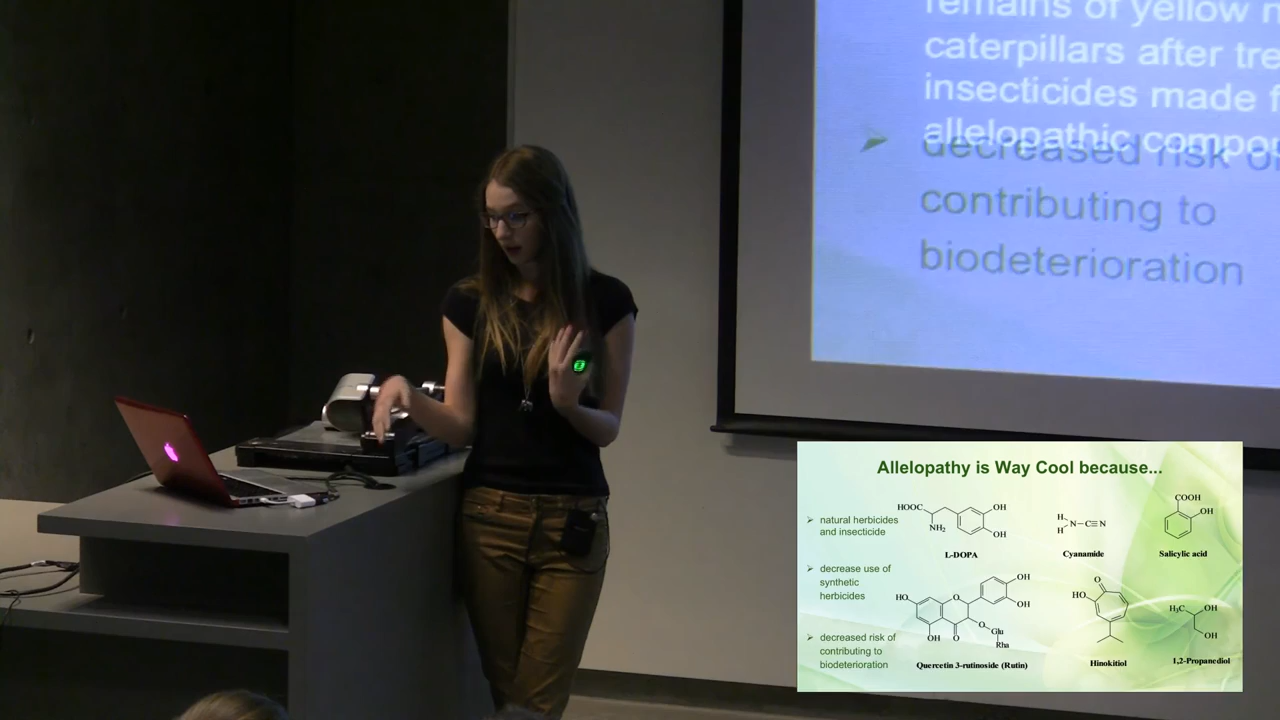 remains of yellow
caterpillars after
insecticides made
allelopathic
decreased risk
contributing to
biodeterioration
Allelopathy is Way Cool because...
natural herbicides
and insecticide
decrease use of
synthetic
herbicides
decreased risk of
contributing to
biodeterioration
HOOC
OH
NH₂
OH
L-DOPA
H
H
N-C≡N
Cyanamide
COOH
OH
Salicylic acid
HO
O
OH
OH
OH
O
O
Glu
Rha
Quercetin 3-rutinoside (Rutin)
O
HO
Hinokitiol
H₃C
OH
OH
1,2-Propanediol